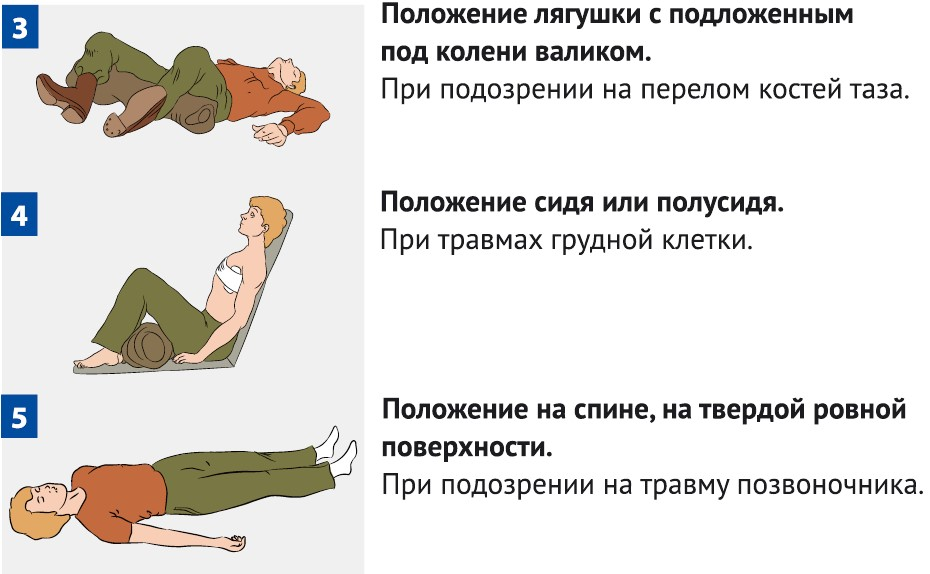 3
Положение лягушки с подложенным
под колени валиком.
При подозрении на перелом костей таза.
4
Положение сидя или полусидя.
При травмах грудной клетки.
5
Положение на спине, на твердой ровной
поверхности.
При подозрении на травму позвоночника.